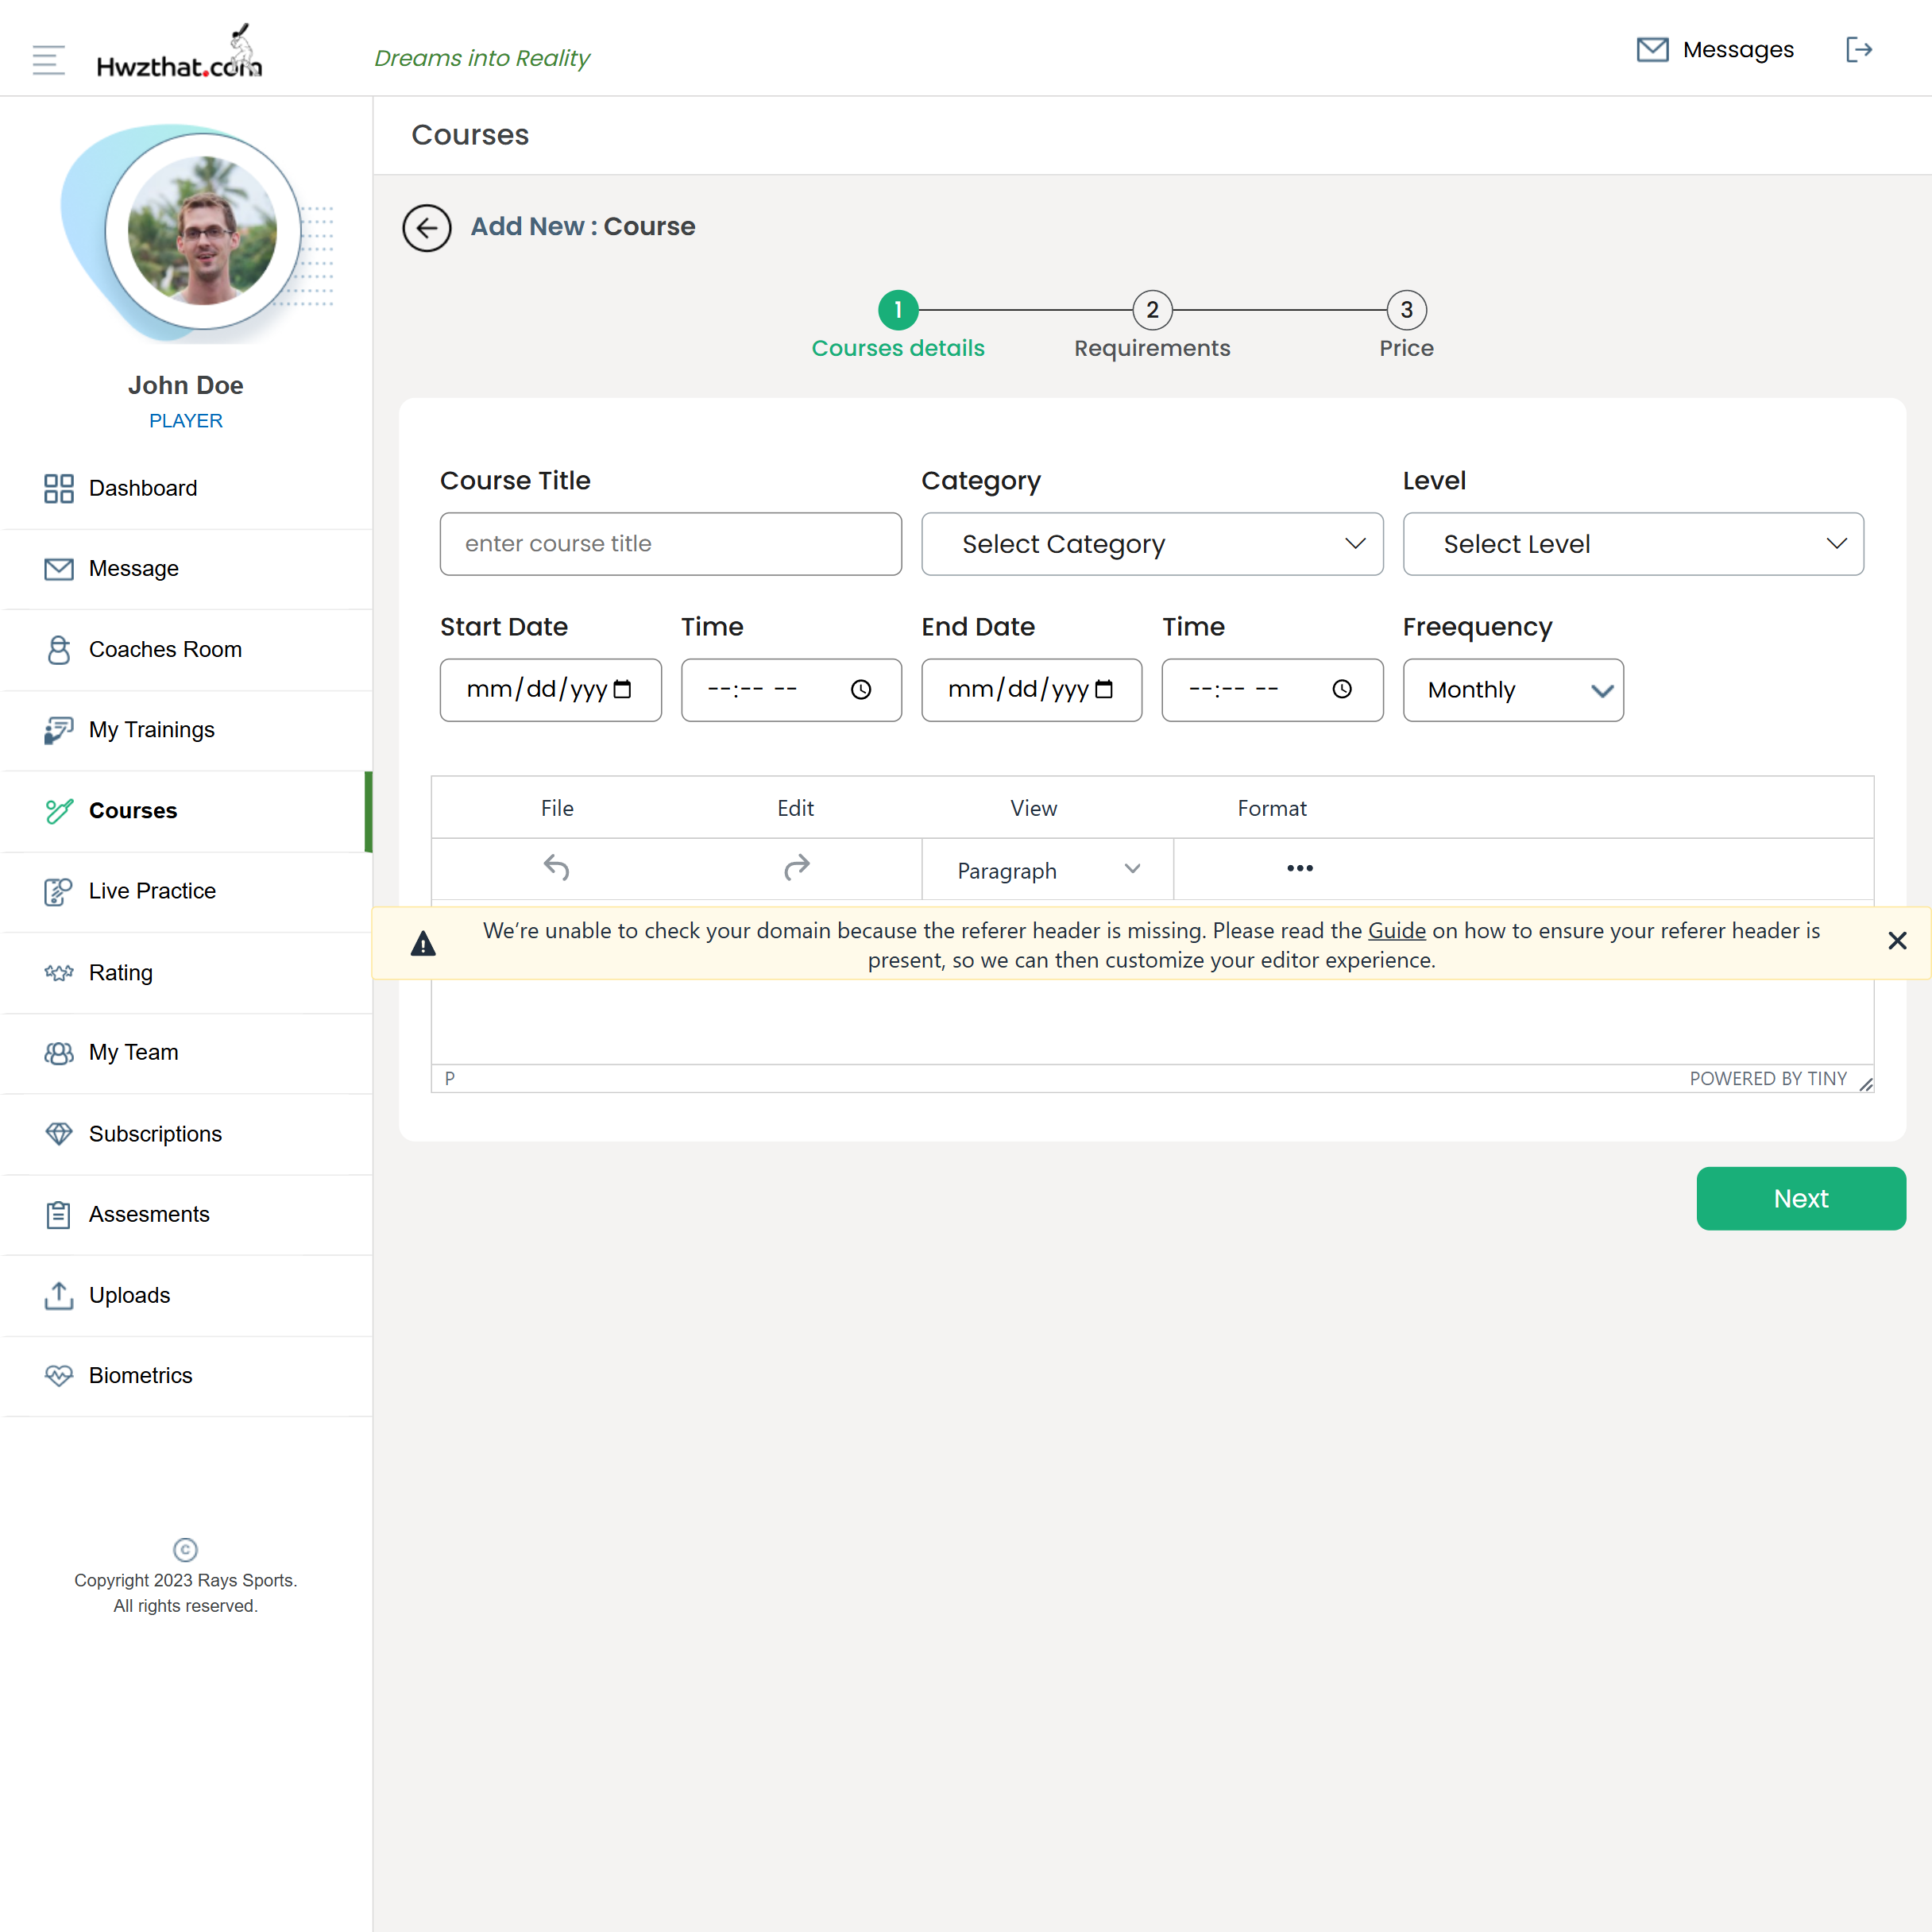 Hwzthat.com
Dreams into Reality
Messages
John Doe
PLAYER
Dashboard
Message
Coaches Room
My Trainings
Courses
Live Practice
Rating
My Team
Subscriptions
Assesments
Uploads
Biometrics
©
Copyright 2023 Rays Sports.
All rights reserved.
Courses
Add New : Course
1 2 3
Courses details Requirements Price
Course Title Category Level
enter course title Select Category Select Level
Start Date Time End Date Time Freequency
mm/dd/yyy --:-- -- mm/dd/yyy --:-- -- Monthly
File Edit View Format
Paragraph
We’re unable to check your domain because the referer header is missing. Please read the Guide on how to ensure your referer header is
present, so we can then customize your editor experience.
P POWERED BY TINY
Next